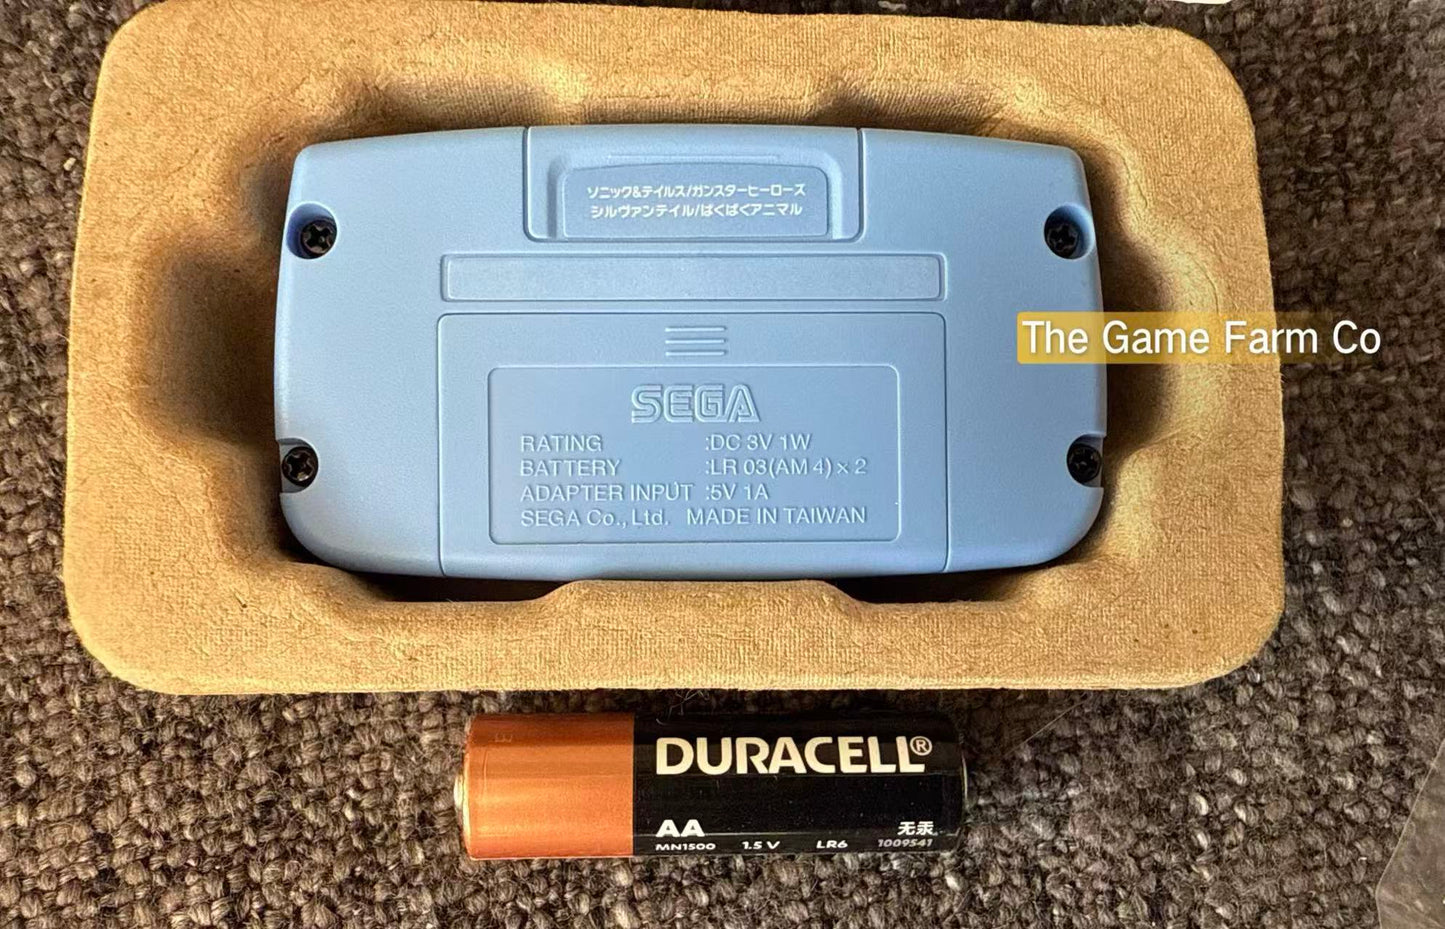 ソニック&テイルス/ガンスターヒーローズ
シルヴァンテイル/ばくばくアニマル
SEGA
RATING :DC 3V 1W
BATTERY :LR 03(AM 4) x 2
ADAPTER INPUT :5V 1A
SEGA Co., Ltd. MADE IN TAIWAN
The Game Farm Co
DURACELL®
AA 无汞
MN1500 1.5 V LR6 1009541